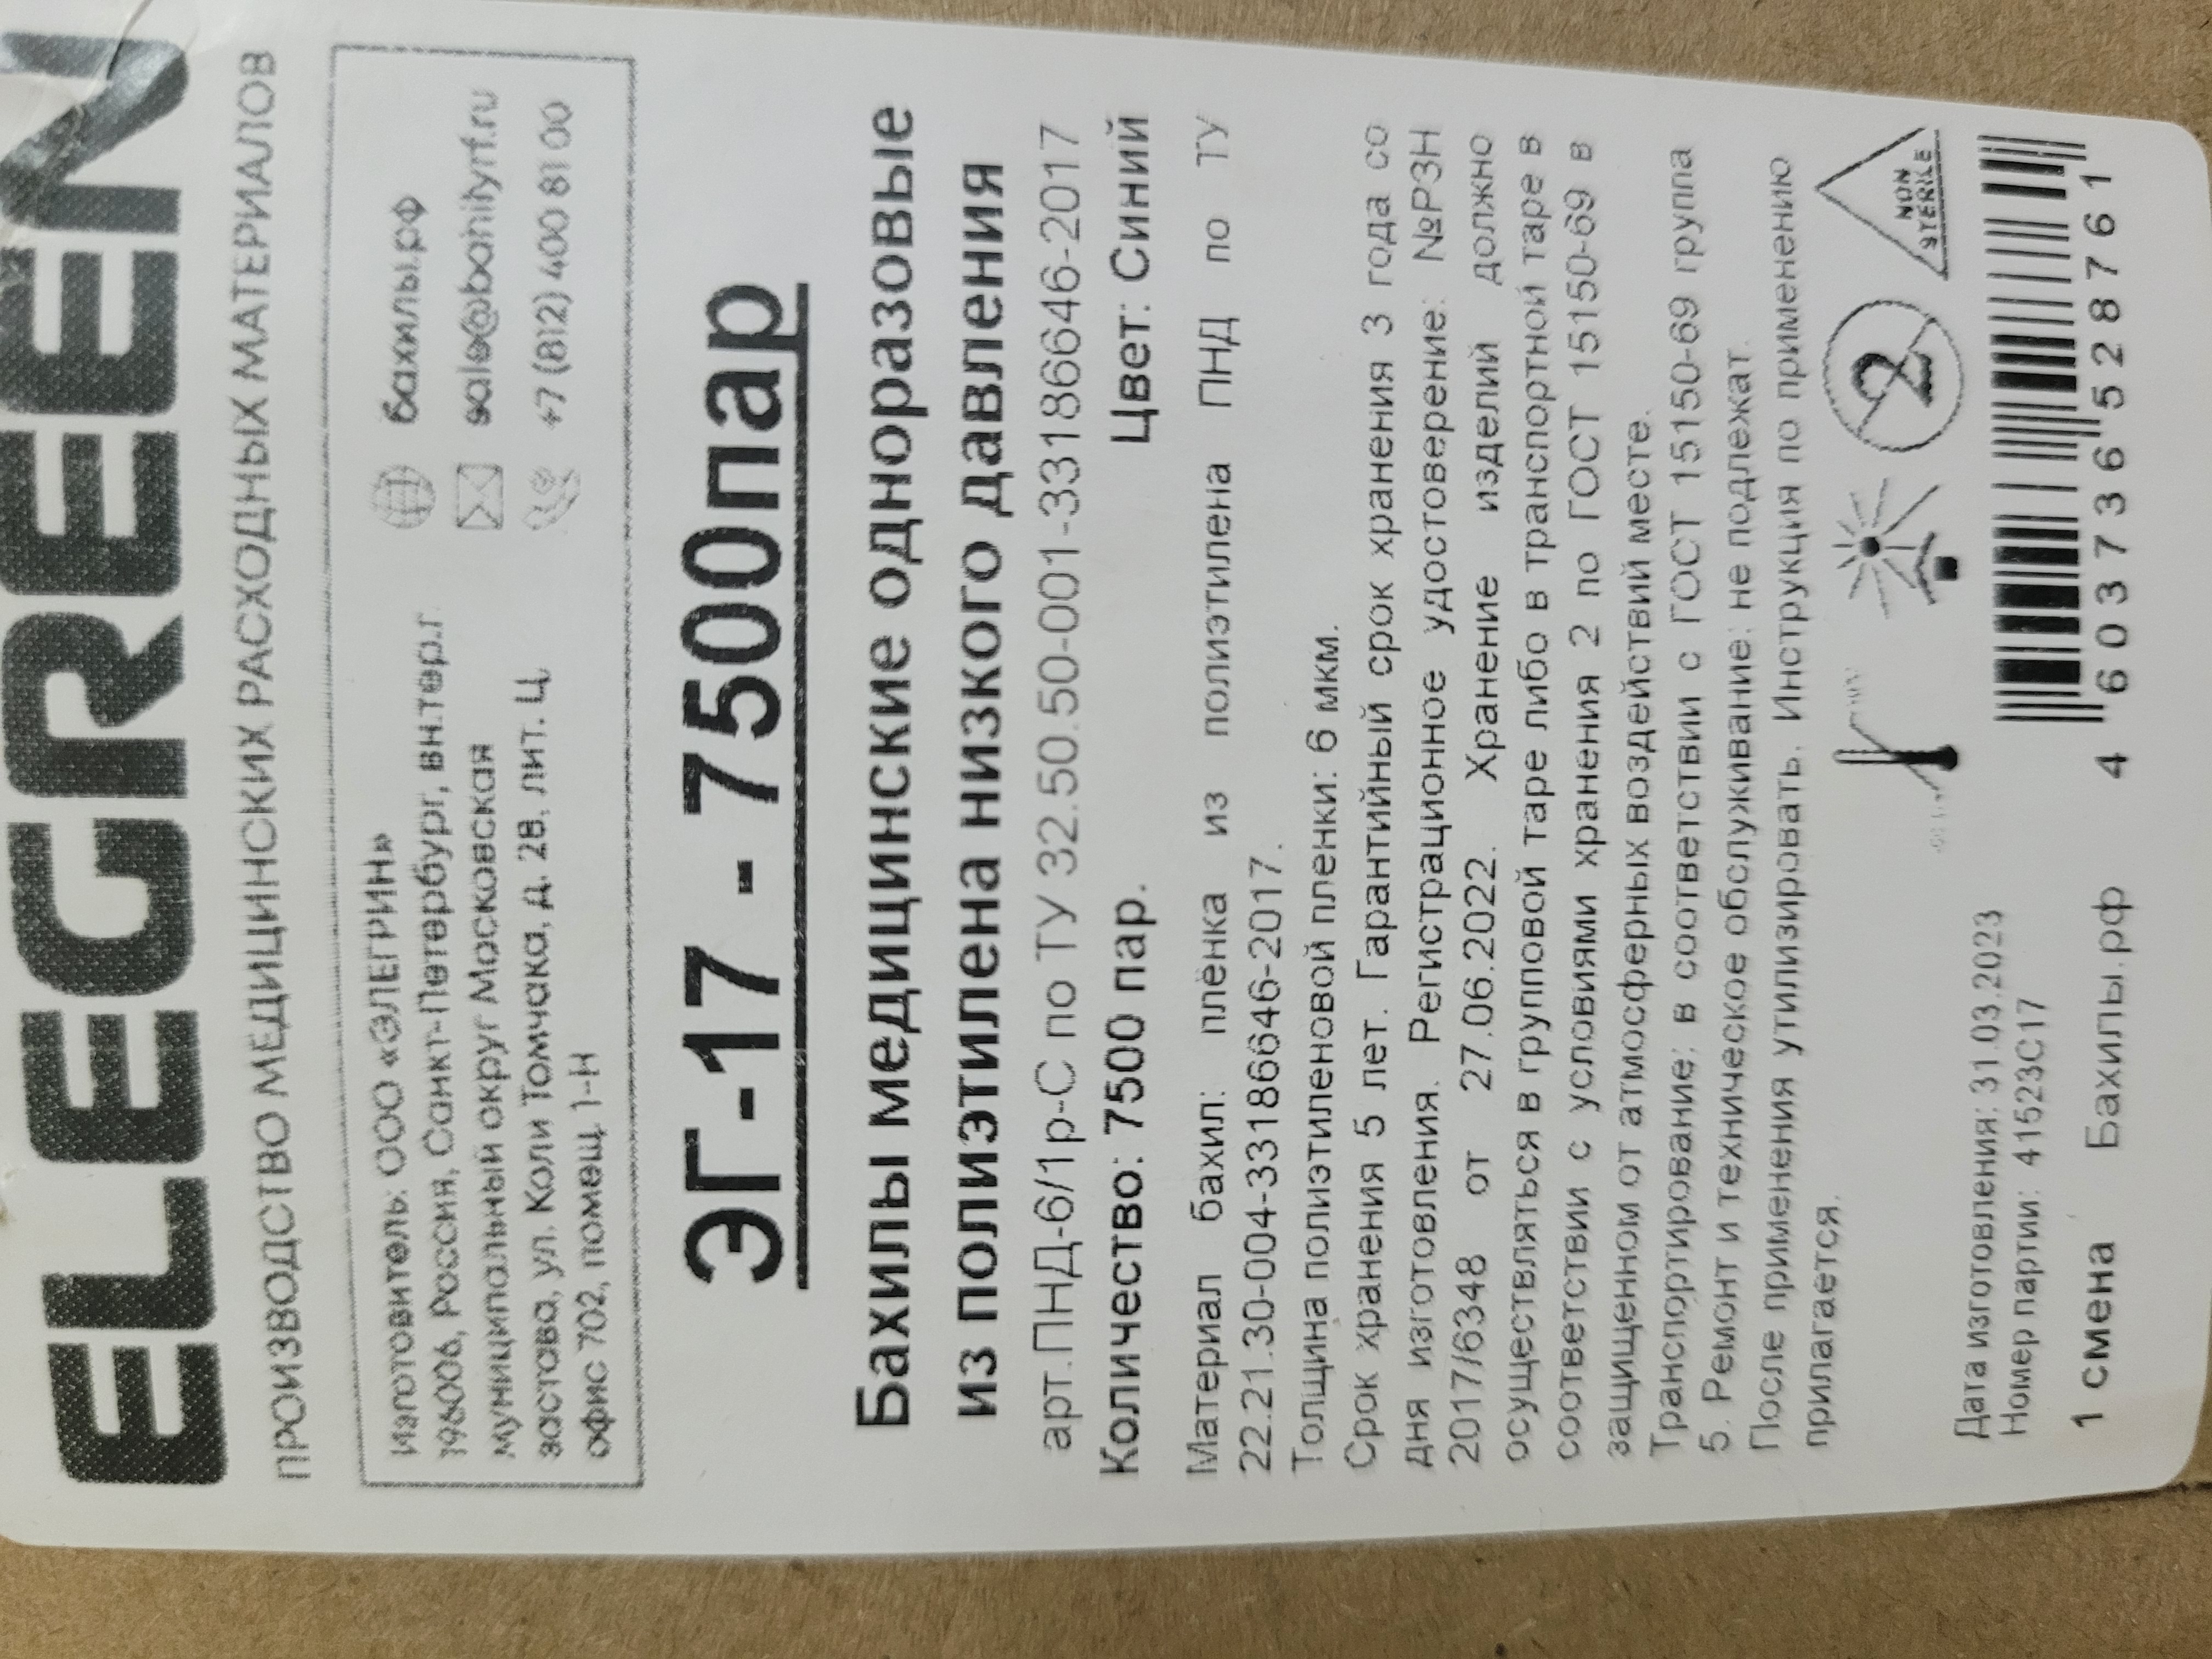 ELEGREEN
ПРОИЗВОДСТВО МЕДИЦИНСКИХ РАСХОДНЫХ МАТЕРИАЛОВ
Изготовитель: ООО «ЭЛЕГРИН»
196006, Россия, Санкт-Петербург, вн.тер.г.
муниципальный округ Московская
застава, ул. Коли Томчака, д. 28. лит. Ц,
офис 702, помещ. 1-Н
бахилы.рф
sale@bahilyrf.ru
+7 (812) 400 81 00
ЭГ-17 - 7500пар
Бахилы медицинские одноразовые
из полиэтилена низкого давления
арт.ПНД-6/1р-С по ТУ 32.50.50-001-33186646-2017
Количество: 7500 пар. Цвет: Синий
Материал бахил: плёнка из полиэтилена ПНД по ТУ
22.21.30-004-33186646-2017.
Толщина полиэтиленовой пленки: 6 мкм.
Срок хранения 5 лет. Гарантийный срок хранения 3 года со
дня изготовления. Регистрационное удостоверение: №РЗН
2017/6348 от 27.06.2022. Хранение изделий должно
осуществляться в групповой таре либо в транспортной таре в
соответствии с условиями хранения 2 по ГОСТ 15150-69 в
защищенном от атмосферных воздействий месте.
Транспортирование: в соответствии с ГОСТ 15150-69 группа
5. Ремонт и техническое обслуживание: не подлежат.
После применения утилизировать. Инструкция по применению
прилагается.
2
NON
STERILE
Дата изготовления: 31.03.2023
Номер партии: 41523С17
1 смена Бахилы.рф
4 603736 528761